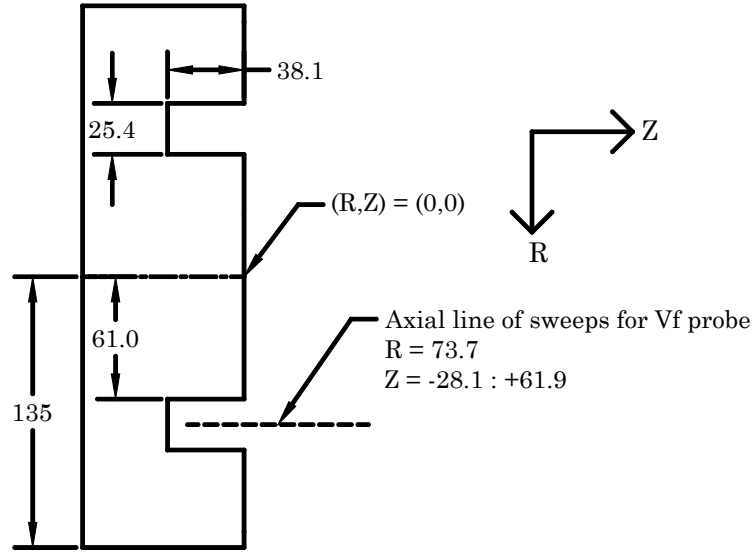 38.1
25.4
Z
(R,Z) = (0,0)
R
61.0
Axial line of sweeps for Vf probe
R = 73.7
Z = -28.1 : +61.9
135